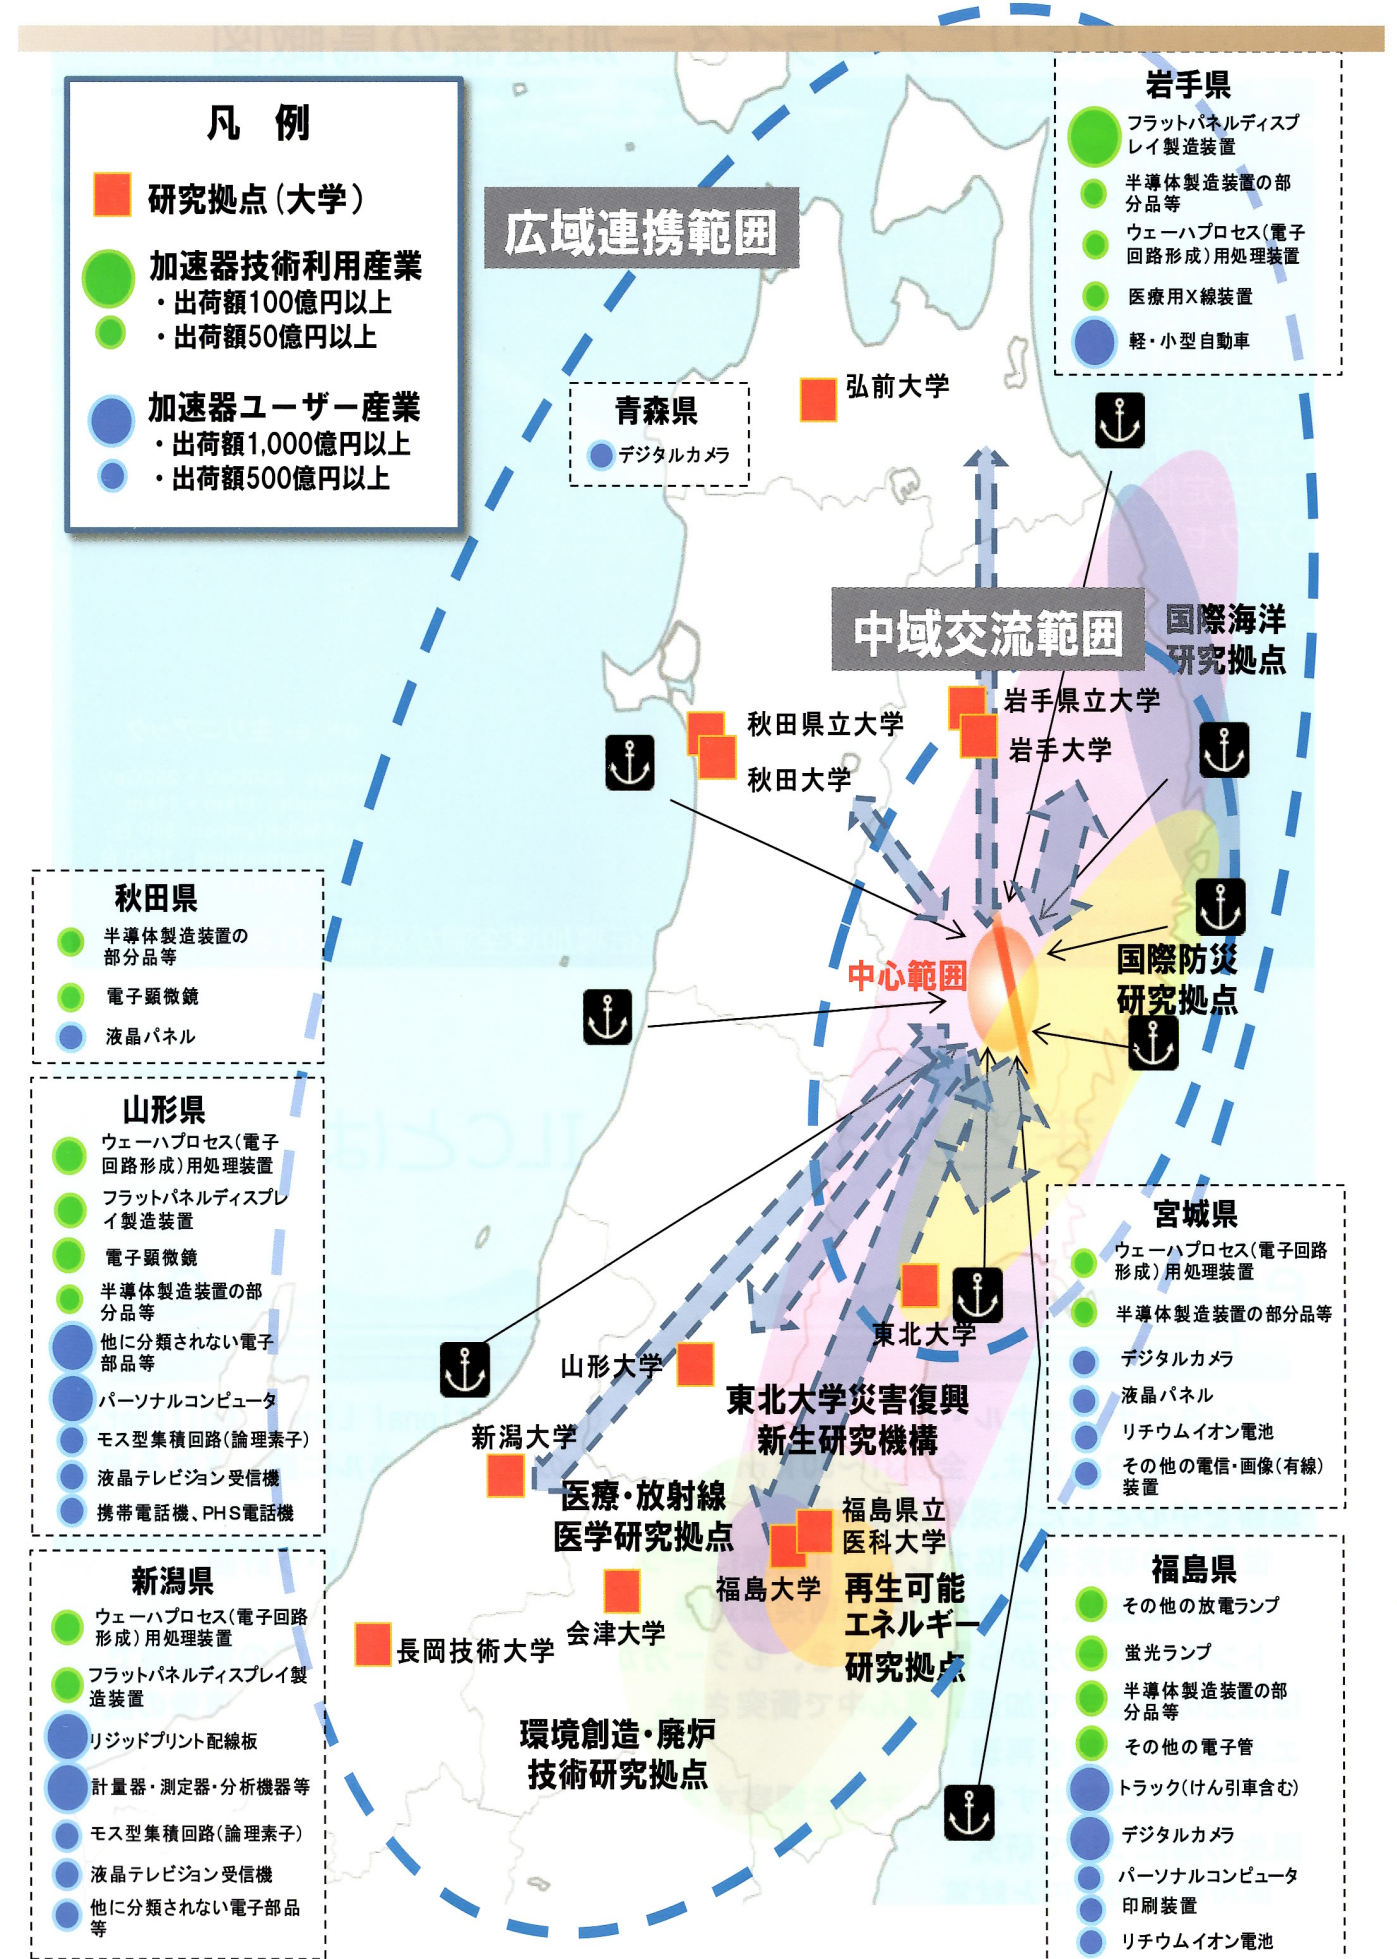 凡 例
研究拠点(大学)
加速器技術利用産業
・出荷額100億円以上
・出荷額50億円以上
加速器ユーザー産業
・出荷額1,000億円以上
・出荷額500億円以上
広域連携範囲
岩手県
フラットパネルディスプ
レイ製造装置
半導体製造装置の部
分品等
ウェーハプロセス(電子
回路形成)用処理装置
医療用X線装置
軽・小型自動車
青森県
デジタルカメラ
弘前大学
中域交流範囲
国際海洋
研究拠点
岩手県立大学
岩手大学
秋田県立大学
秋田大学
秋田県
半導体製造装置の
部分品等
電子顕微鏡
液晶パネル
中心範囲
国際防災
研究拠点
山形県
ウェーハプロセス(電子
回路形成)用処理装置
フラットパネルディスプレ
イ製造装置
電子顕微鏡
半導体製造装置の部
分品等
他に分類されない電子
部品等
パーソナルコンピュータ
モス型集積回路(論理素子)
液晶テレビジョン受信機
携帯電話機、PHS電話機
宮城県
ウェーハプロセス(電子回路
形成)用処理装置
半導体製造装置の部分品等
デジタルカメラ
液晶パネル
リチウムイオン電池
その他の電信・画像(有線)
装置
東北大学
山形大学
東北大学災害復興
新生研究機構
新潟大学
医療・放射線
医学研究拠点
福島県立
医科大学
福島大学
再生可能
エネルギー
研究拠点
会津大学
長岡技術大学
環境創造・廃炉
技術研究拠点
新潟県
ウェーハプロセス(電子回路
形成)用処理装置
フラットパネルディスプレイ製
造装置
リジッドプリント配線板
計量器・測定器・分析機器等
モス型集積回路(論理素子)
液晶テレビジョン受信機
他に分類されない電子部品
等
福島県
その他の放電ランプ
蛍光ランプ
半導体製造装置の部
分品等
その他の電子管
トラック(けん引車含む)
デジタルカメラ
パーソナルコンピュータ
印刷装置
リチウムイオン電池